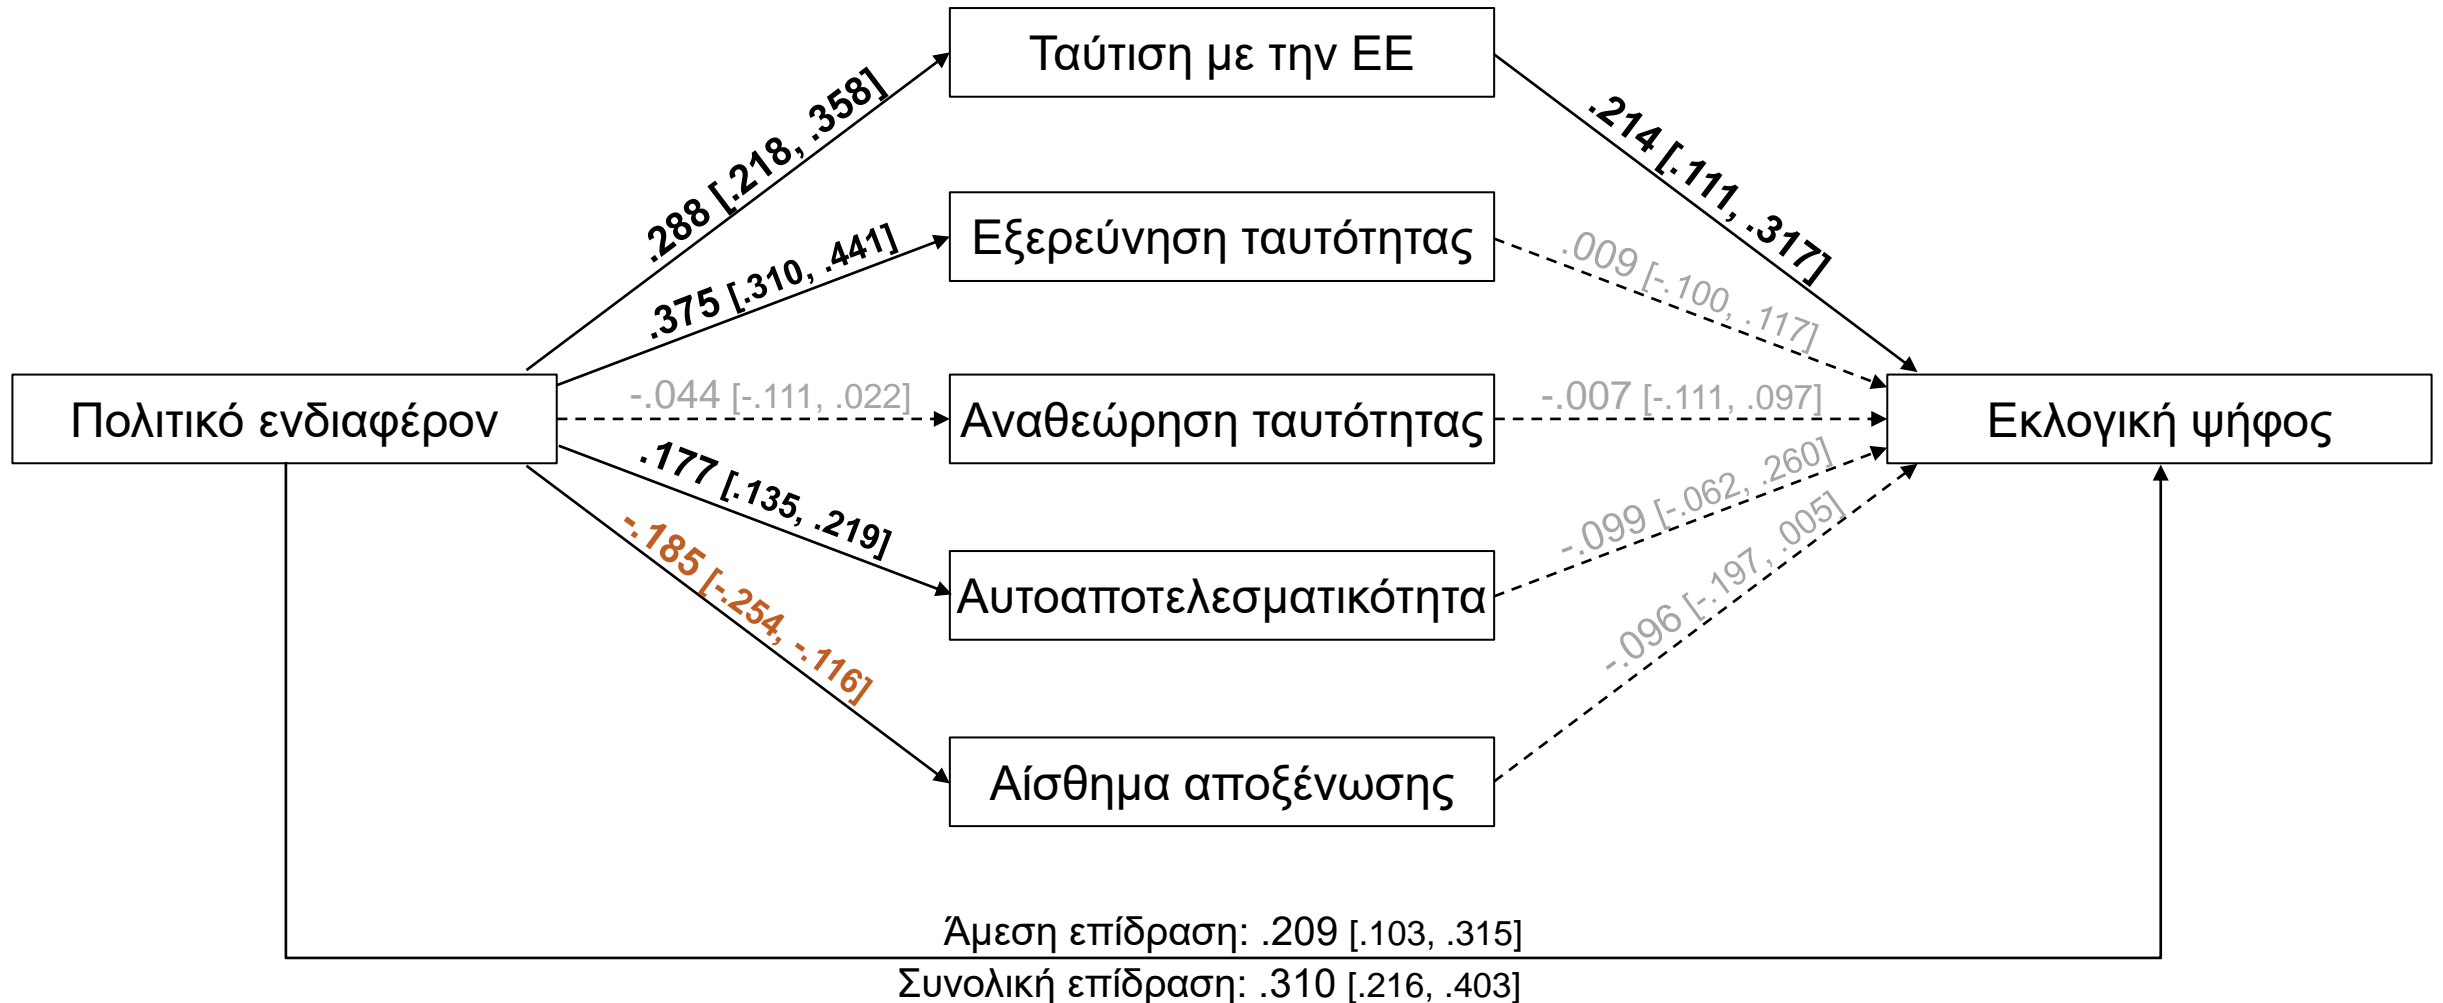 Ταύτιση με την ΕΕ
.288 [.218, .358]
.214 [.111, .317]
Εξερεύνηση ταυτότητας
.375 [.310, .441]
.009 [-.100, .117]
Πολιτικό ενδιαφέρον
-.044 [-.111, .022]
Αναθεώρηση ταυτότητας
-.007 [-.111, .097]
Εκλογική ψήφος
.177 [.135, .219]
-.099 [-.062, .260]
Αυτοαποτελεσματικότητα
-.185 [-.254, -.116]
-.096 [-.197, .005]
Αίσθημα αποξένωσης
Άμεση επίδραση: .209 [.103, .315]
Συνολική επίδραση: .310 [.216, .403]